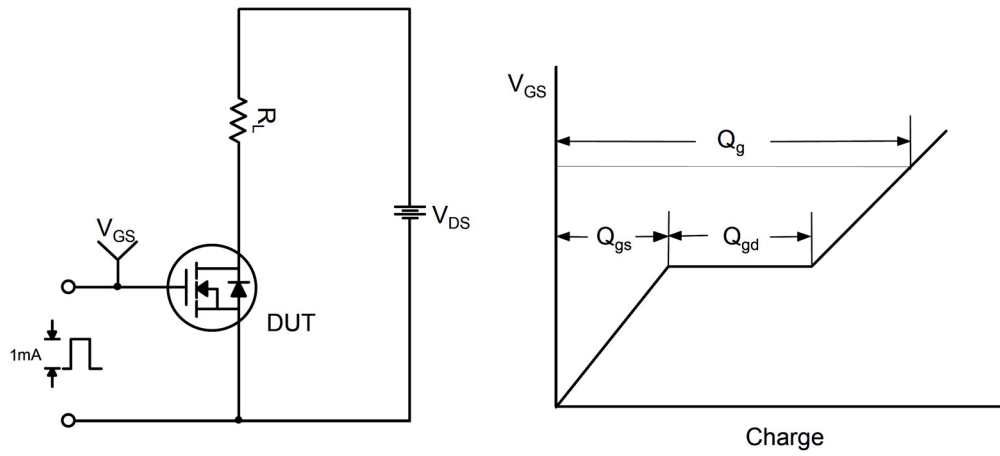 R_L
V_GS
V_DS
DUT
1mA
V_GS
Q_g
Q_gs
Q_gd
Charge